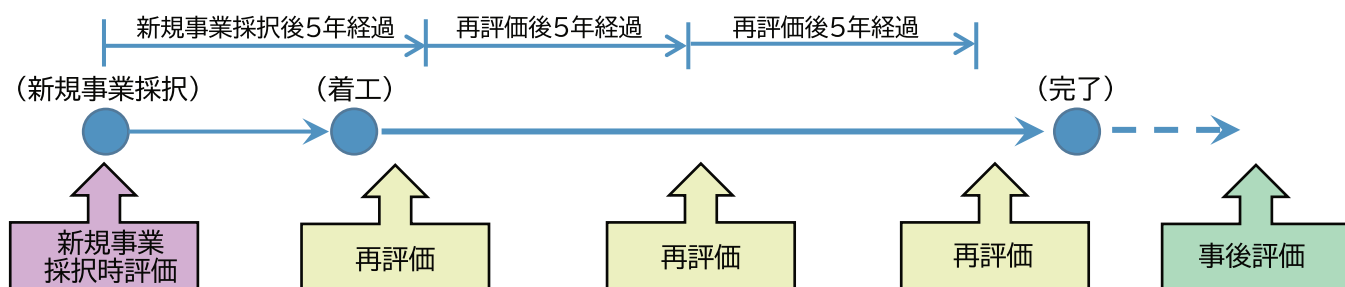 新規事業採択後5年経過
再評価後5年経過
再評価後5年経過
（新規事業採択）
（着工）
（完了）
新規事業
採択時評価
再評価
再評価
再評価
事後評価